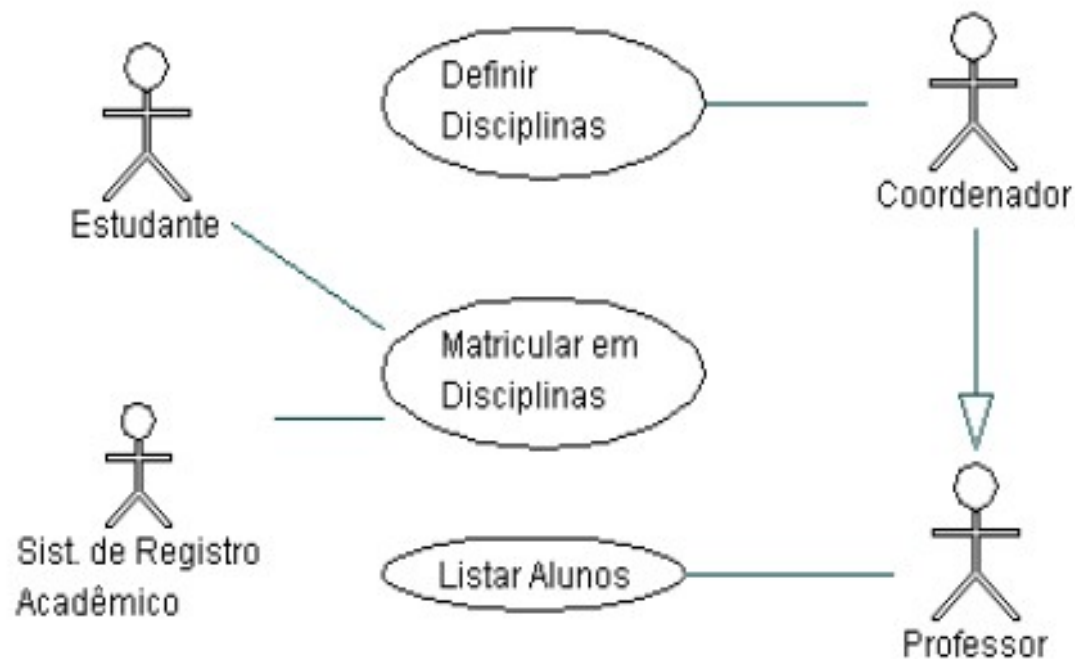 Definir
Disciplinas
Estudante
Coordenador
Matricular em
Disciplinas
Sist. de Registro
Acadêmico
Listar Alunos
Professor